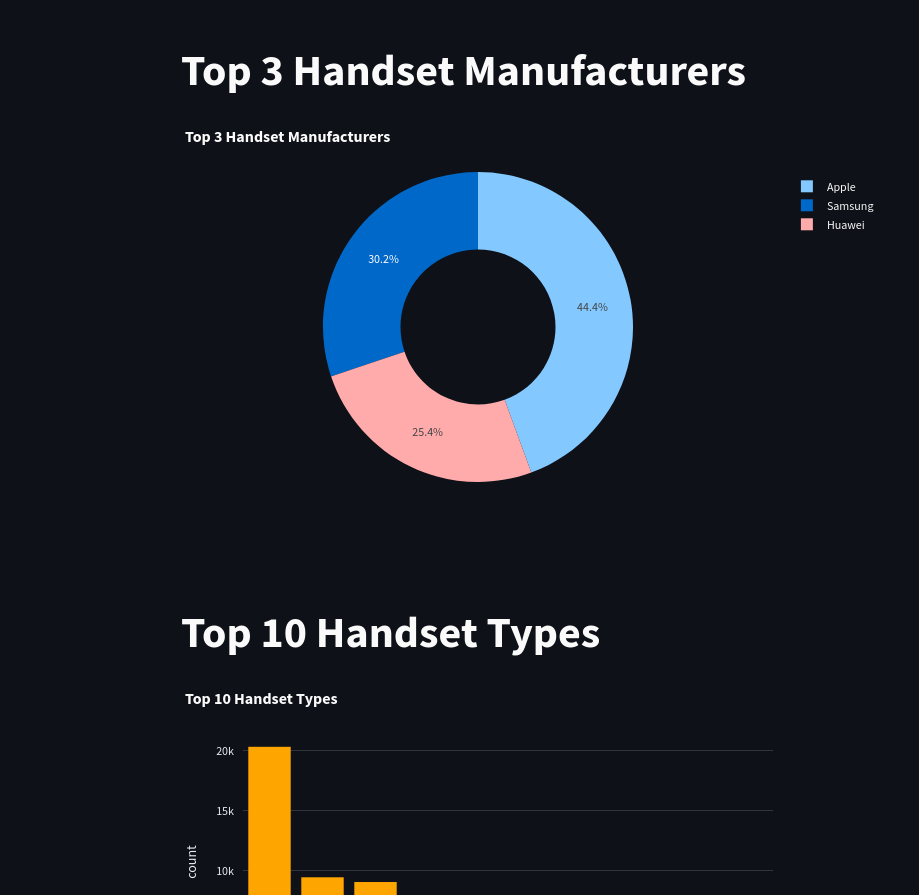 Top 3 Handset Manufacturers
Top 3 Handset Manufacturers
Apple
Samsung
Huawei
30.2%
44.4%
25.4%
Top 10 Handset Types
Top 10 Handset Types
20k
15k
10k
count